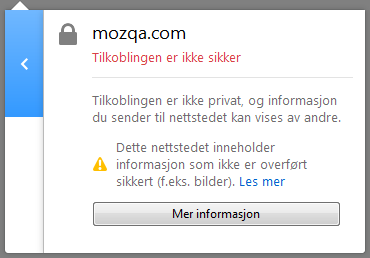 mozqa.com
Tilkoblingen er ikke sikker
Tilkoblingen er ikke privat, og informasjon
du sender til nettstedet kan vises av andre.
Dette nettstedet inneholder
informasjon som ikke er overført
sikkert (f.eks. bilder). Les mer
Mer informasjon